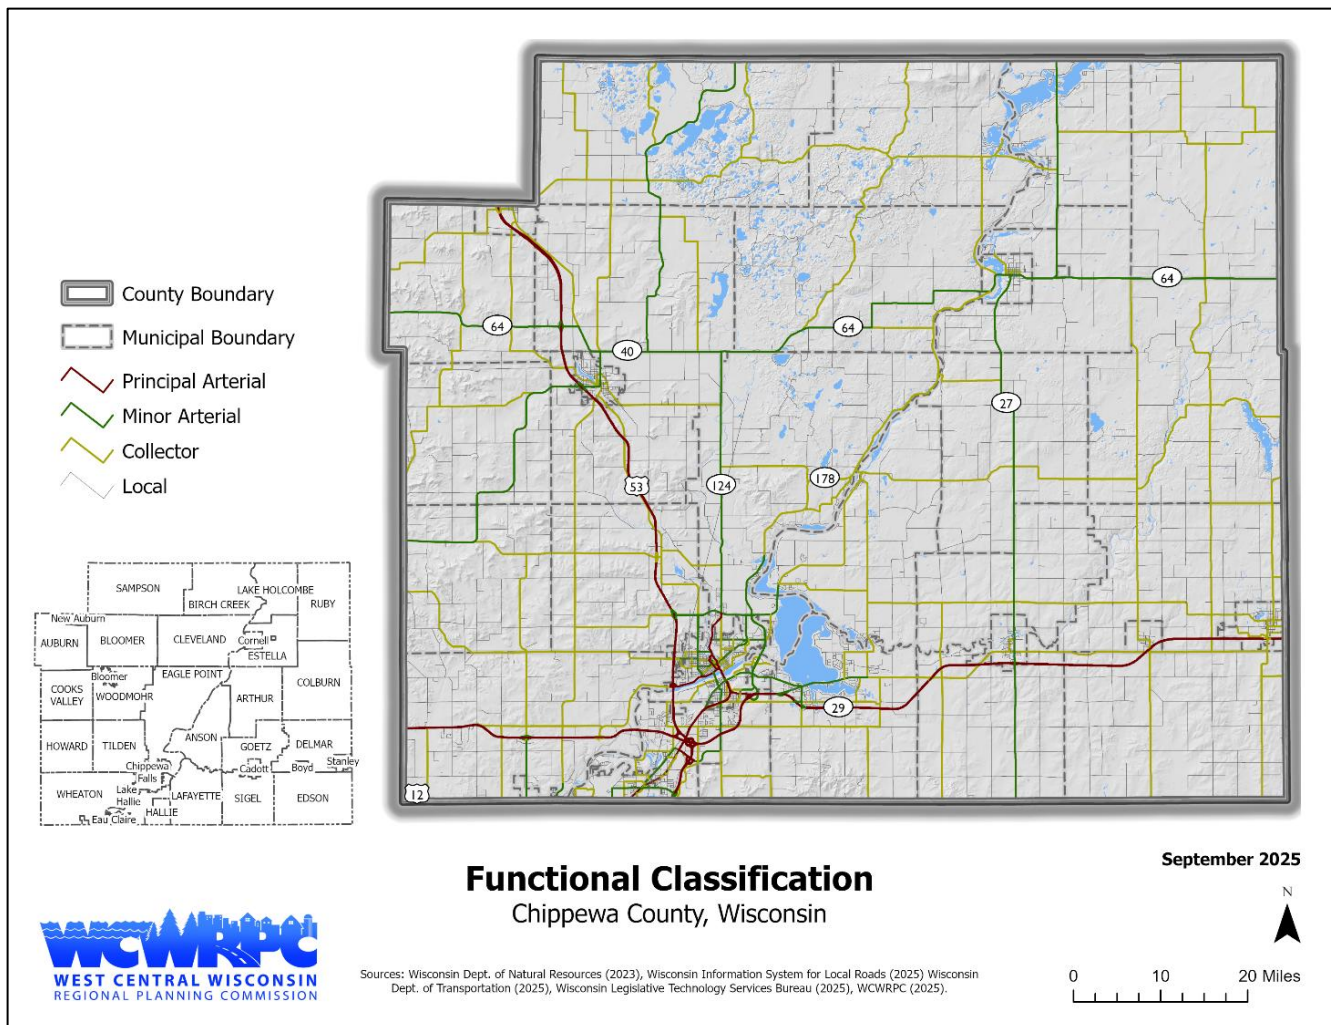 64
64
64
40
27
178
53
124
29
12
County Boundary
Municipal Boundary
Principal Arterial
Minor Arterial
Collector
Local
SAMPSON
LAKE HOLCOMBE
BIRCH CREEK
RUBY
New Auburn
AUBURN
BLOOMER
CLEVELAND
Cornell
ESTELLA
EAGLE POINT
Bloomer
COOKS
VALLEY
WOODMOHR
ARTHUR
COLBURN
HOWARD
TILDEN
ANSON
GOETZ
DELMAR
Chippewa
Falls
Cadott
Boyd
Stanley
Lake
Hallie
WHEATON
LAFAYETTE
SIGEL
EDSON
HALLIE
Eau Claire
Functional Classification
Chippewa County, Wisconsin
September 2025
N
0 10 20 Miles
WCWRPC
WEST CENTRAL WISCONSIN
REGIONAL PLANNING COMMISSION
Sources: Wisconsin Dept. of Natural Resources (2023), Wisconsin Information System for Local Roads (2025) Wisconsin
Dept. of Transportation (2025), Wisconsin Legislative Technology Services Bureau (2025), WCWRPC (2025).